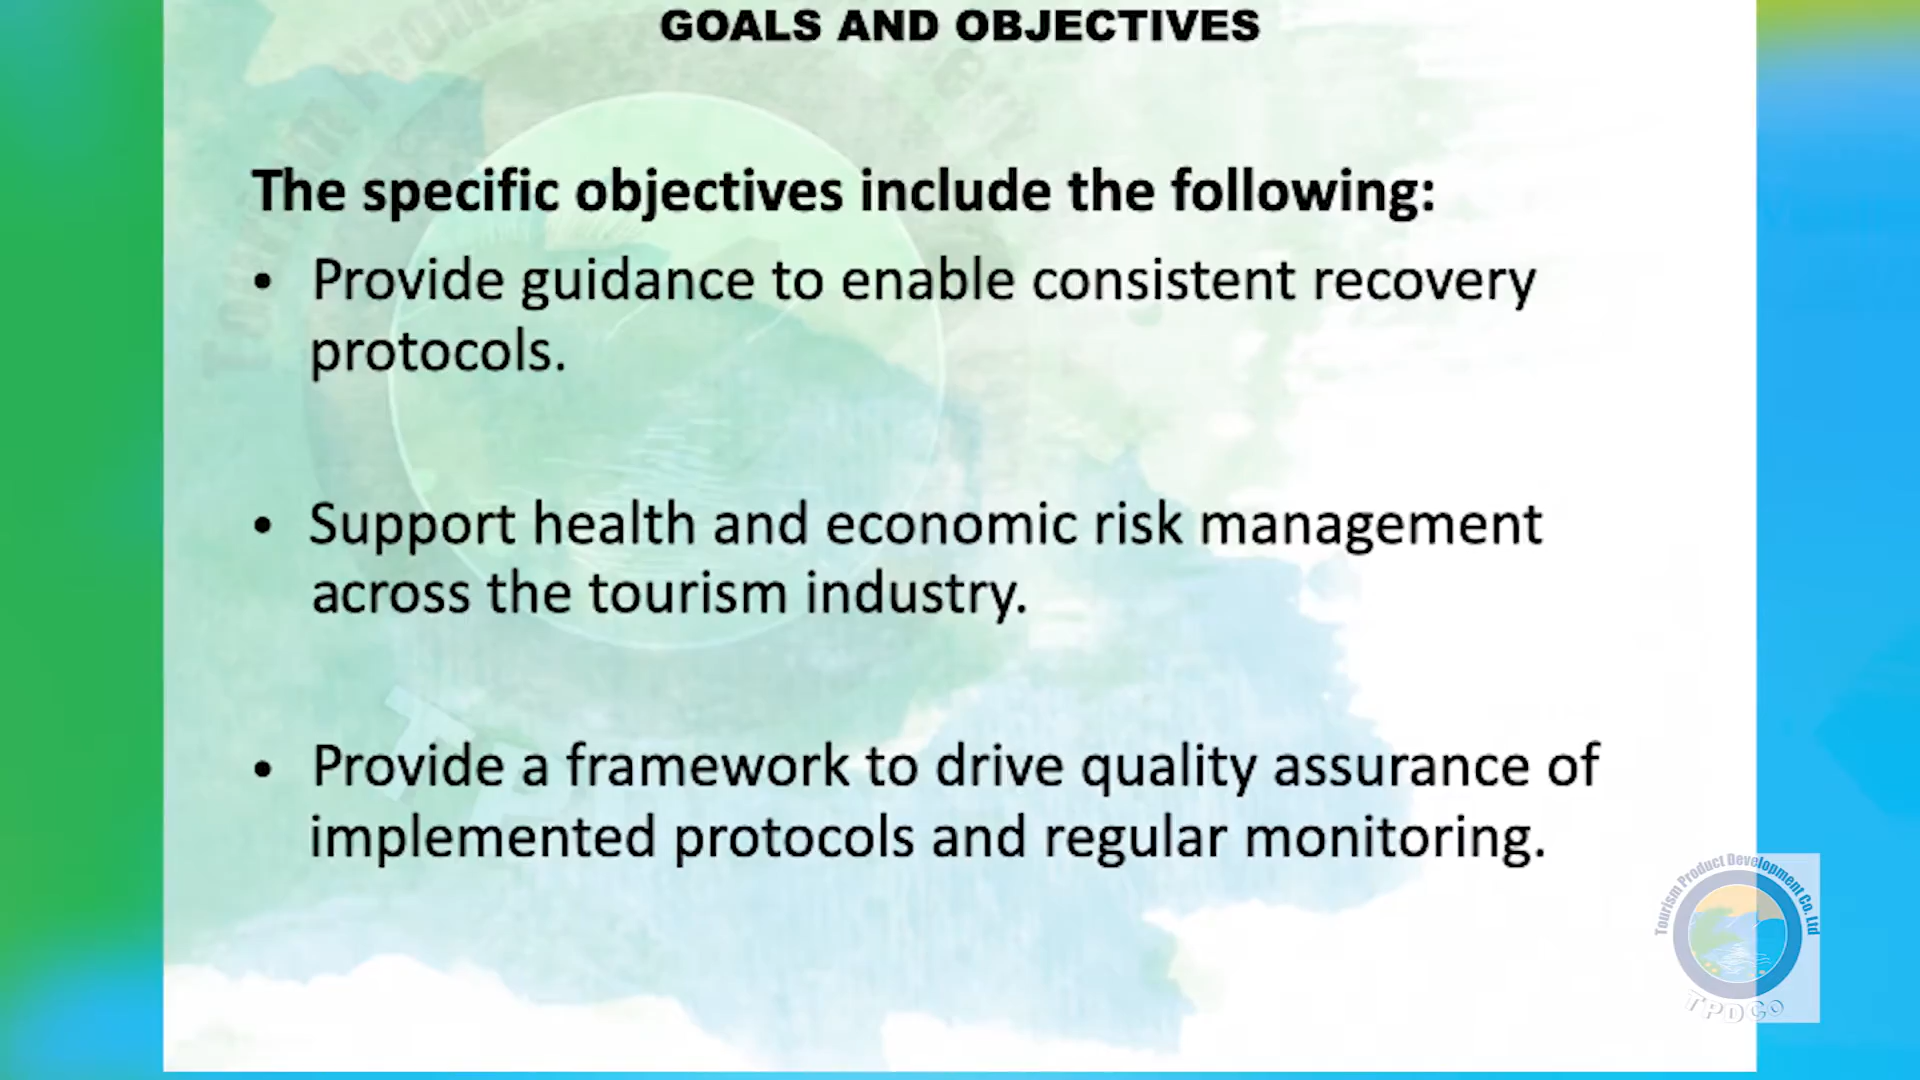 GOALS AND OBJECTIVES
The specific objectives include the following:
• Provide guidance to enable consistent recovery
protocols.
• Support health and economic risk management
across the tourism industry.
• Provide a framework to drive quality assurance of
implemented protocols and regular monitoring.
Tourism Product Development Co. Ltd
TPDCo